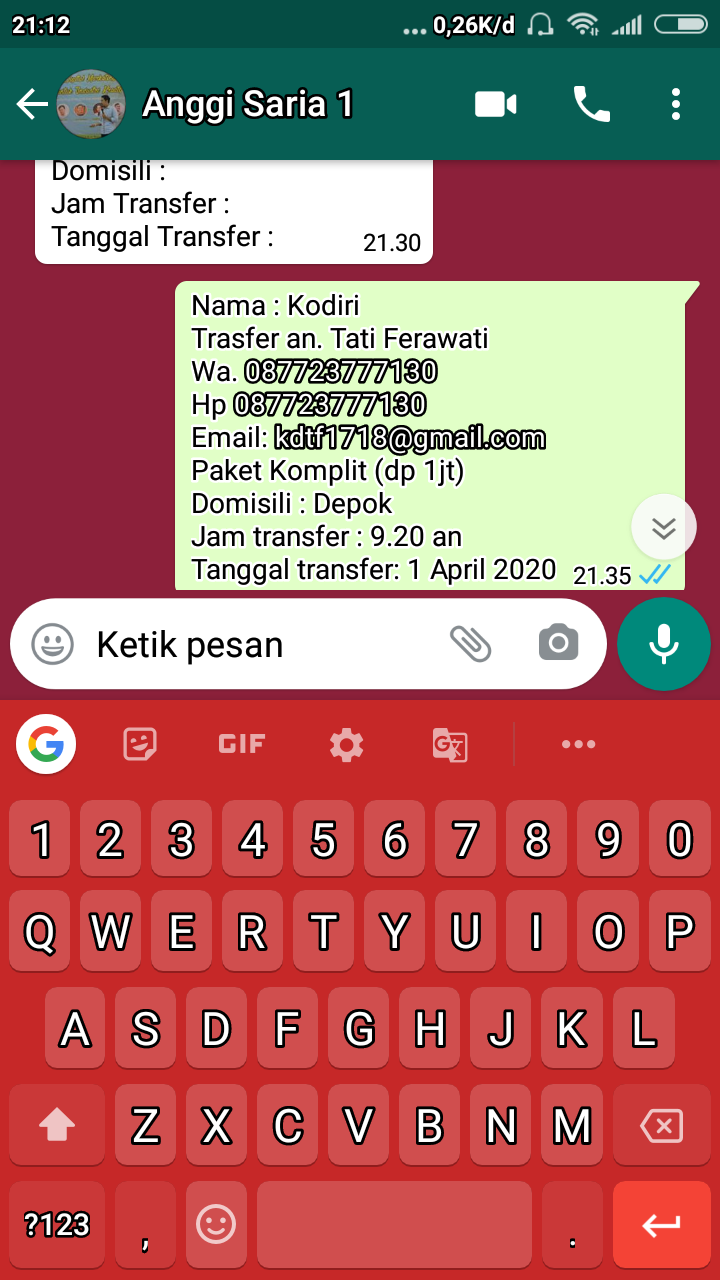 21:12
... 0,26K/d
Anggi Saria 1
Domisili :
Jam Transfer :
Tanggal Transfer :
21.30
Nama : Kodiri
Trasfer an. Tati Ferawati
Wa. 087723777130
Hp 087723777130
Email: kdtf1718@gmail.com
Paket Komplit (dp 1jt)
Domisili : Depok
Jam transfer : 9.20 an
Tanggal transfer: 1 April 2020
21.35
Ketik pesan
G GIF G
1 2 3 4 5 6 7 8 9 0
Q W E R T Y U I O P
A S D F G H J K L
Z X C V B N M
?123 , .